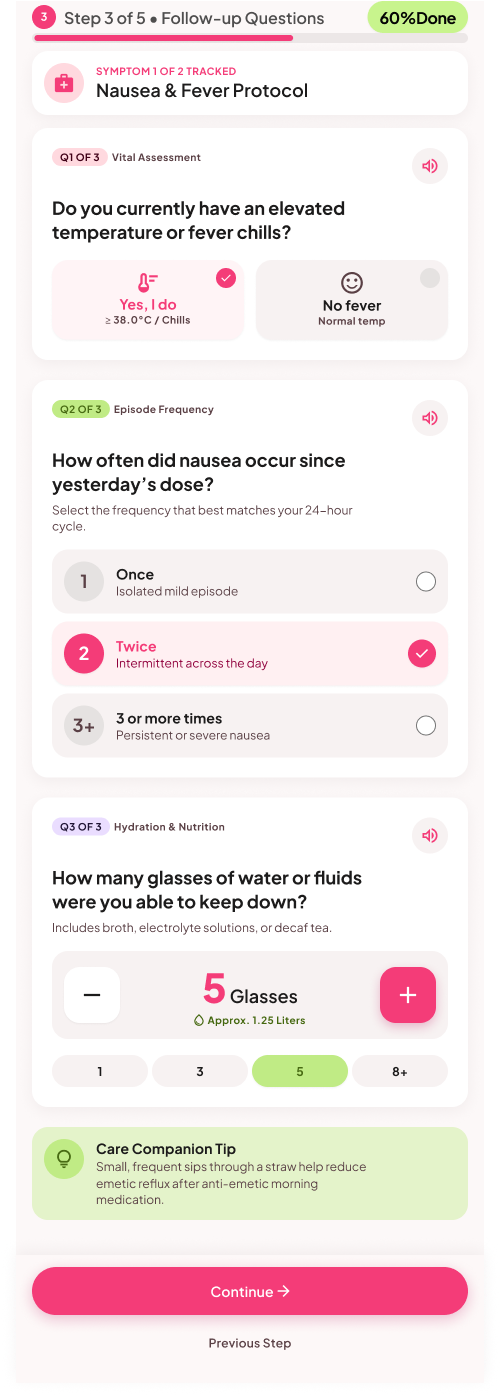 3 Step 3 of 5 • Follow-up Questions 60%Done
SYMPTOM 1 OF 2 TRACKED
Nausea & Fever Protocol
Q1 OF 3 Vital Assessment
Do you currently have an elevated
temperature or fever chills?
Yes, I do
≥ 38.0°C / Chills
No fever
Normal temp
Q2 OF 3 Episode Frequency
How often did nausea occur since
yesterday’s dose?
Select the frequency that best matches your 24–hour
cycle.
1 Once
Isolated mild episode
2 Twice
Intermittent across the day
3+ 3 or more times
Persistent or severe nausea
Q3 OF 3 Hydration & Nutrition
How many glasses of water or fluids
were you able to keep down?
Includes broth, electrolyte solutions, or decaf tea.
− 5 Glasses +
Approx. 1.25 Liters
1 3 5 8+
Care Companion Tip
Small, frequent sips through a straw help reduce
emetic reflux after anti-emetic morning
medication.
Continue →
Previous Step